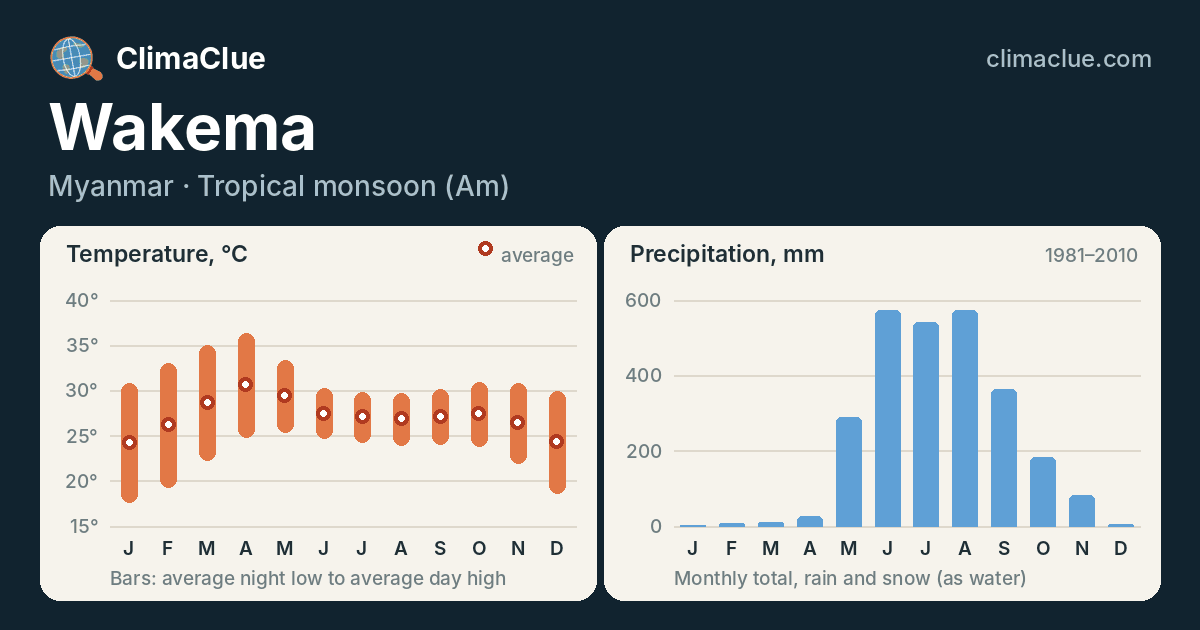 ClimaClue
climaclue.com
Wakema
Myanmar · Tropical monsoon (Am)
Temperature, °C
average
40°
35°
30°
25°
20°
15°
J F M A M J J A S O N D
Bars: average night low to average day high
Precipitation, mm
1981–2010
600
400
200
0
J F M A M J J A S O N D
Monthly total, rain and snow (as water)